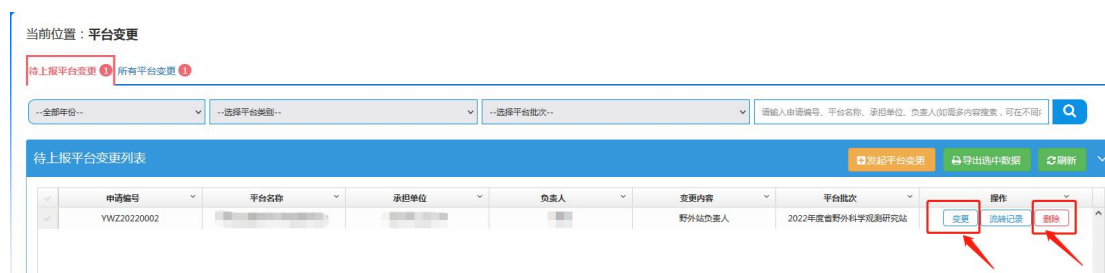 当前位置：平台变更
待上报平台变更 1 所有平台变更 1
--全部年份-- --选择平台类别-- --选择平台批次-- 请输入申请编号、平台名称、承担单位、负责人(如需多内容搜索，可在不同
待上报平台变更列表 发起平台变更 导出选中数据 刷新
申请编号 平台名称 承担单位 负责人 变更内容 平台批次 操作
YWZ20220002 野外站负责人 2022年度省野外科学观测研究站 变更 流转记录 删除